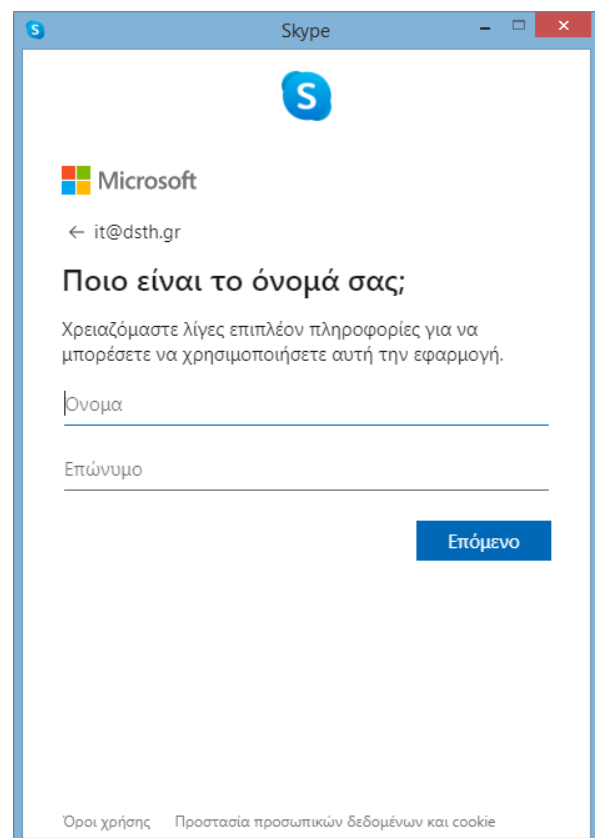 Skype
Microsoft
← it@dsth.gr
Ποιο είναι το όνομά σας;
Χρειαζόμαστε λίγες επιπλέον πληροφορίες για να
μπορέσετε να χρησιμοποιήσετε αυτή την εφαρμογή.
Όνομα
Επώνυμο
Επόμενο
Όροι χρήσης Προστασία προσωπικών δεδομένων και cookie